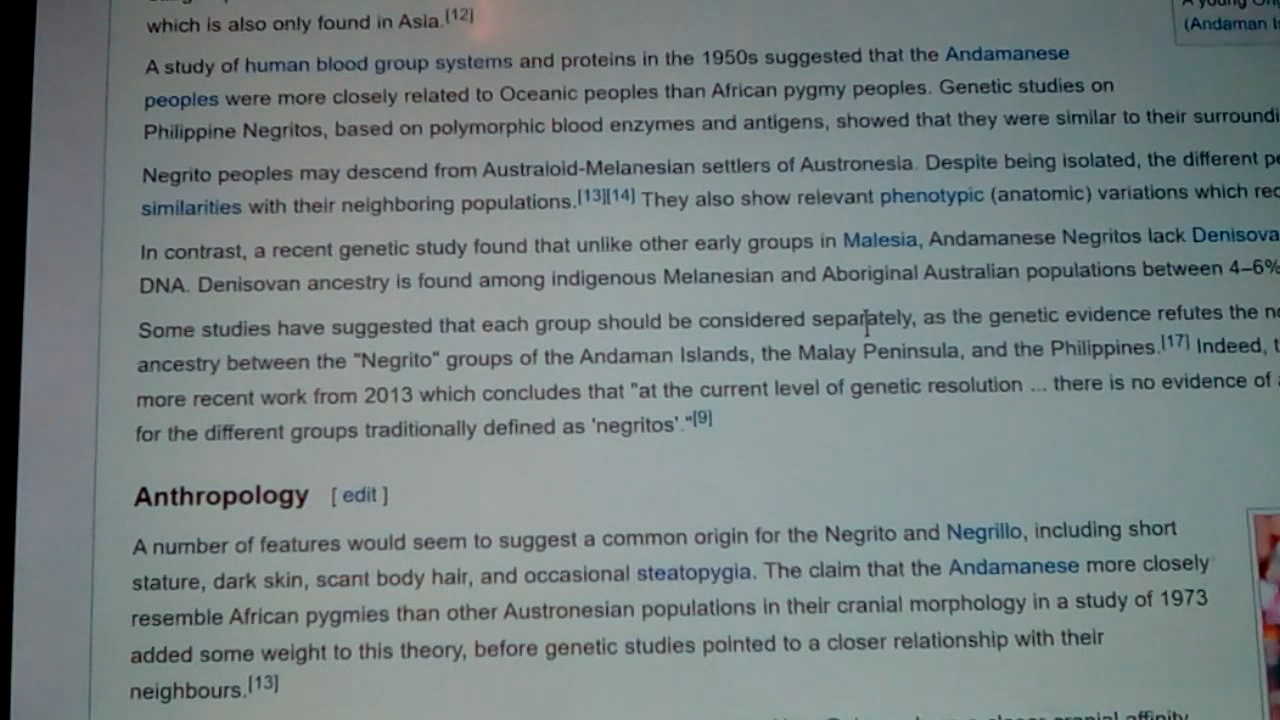 which is also only found in Asia.[12]
(Andaman
A study of human blood group systems and proteins in the 1950s suggested that the Andamanese
peoples were more closely related to Oceanic peoples than African pygmy peoples. Genetic studies on
Philippine Negritos, based on polymorphic blood enzymes and antigens, showed that they were similar to their surroundi
Negrito peoples may descend from Australoid-Melanesian settlers of Austronesia. Despite being isolated, the different pe
similarities with their neighboring populations.[13][14] They also show relevant phenotypic (anatomic) variations which req
In contrast, a recent genetic study found that unlike other early groups in Malesia, Andamanese Negritos lack Denisova
DNA. Denisovan ancestry is found among indigenous Melanesian and Aboriginal Australian populations between 4–6%
Some studies have suggested that each group should be considered separately, as the genetic evidence refutes the no
ancestry between the "Negrito" groups of the Andaman Islands, the Malay Peninsula, and the Philippines.[17] Indeed, t
more recent work from 2013 which concludes that "at the current level of genetic resolution ... there is no evidence of a
for the different groups traditionally defined as 'negritos'."[9]
Anthropology [ edit ]
A number of features would seem to suggest a common origin for the Negrito and Negrillo, including short
stature, dark skin, scant body hair, and occasional steatopygia. The claim that the Andamanese more closely
resemble African pygmies than other Austronesian populations in their cranial morphology in a study of 1973
added some weight to this theory, before genetic studies pointed to a closer relationship with their
neighbours.[13]